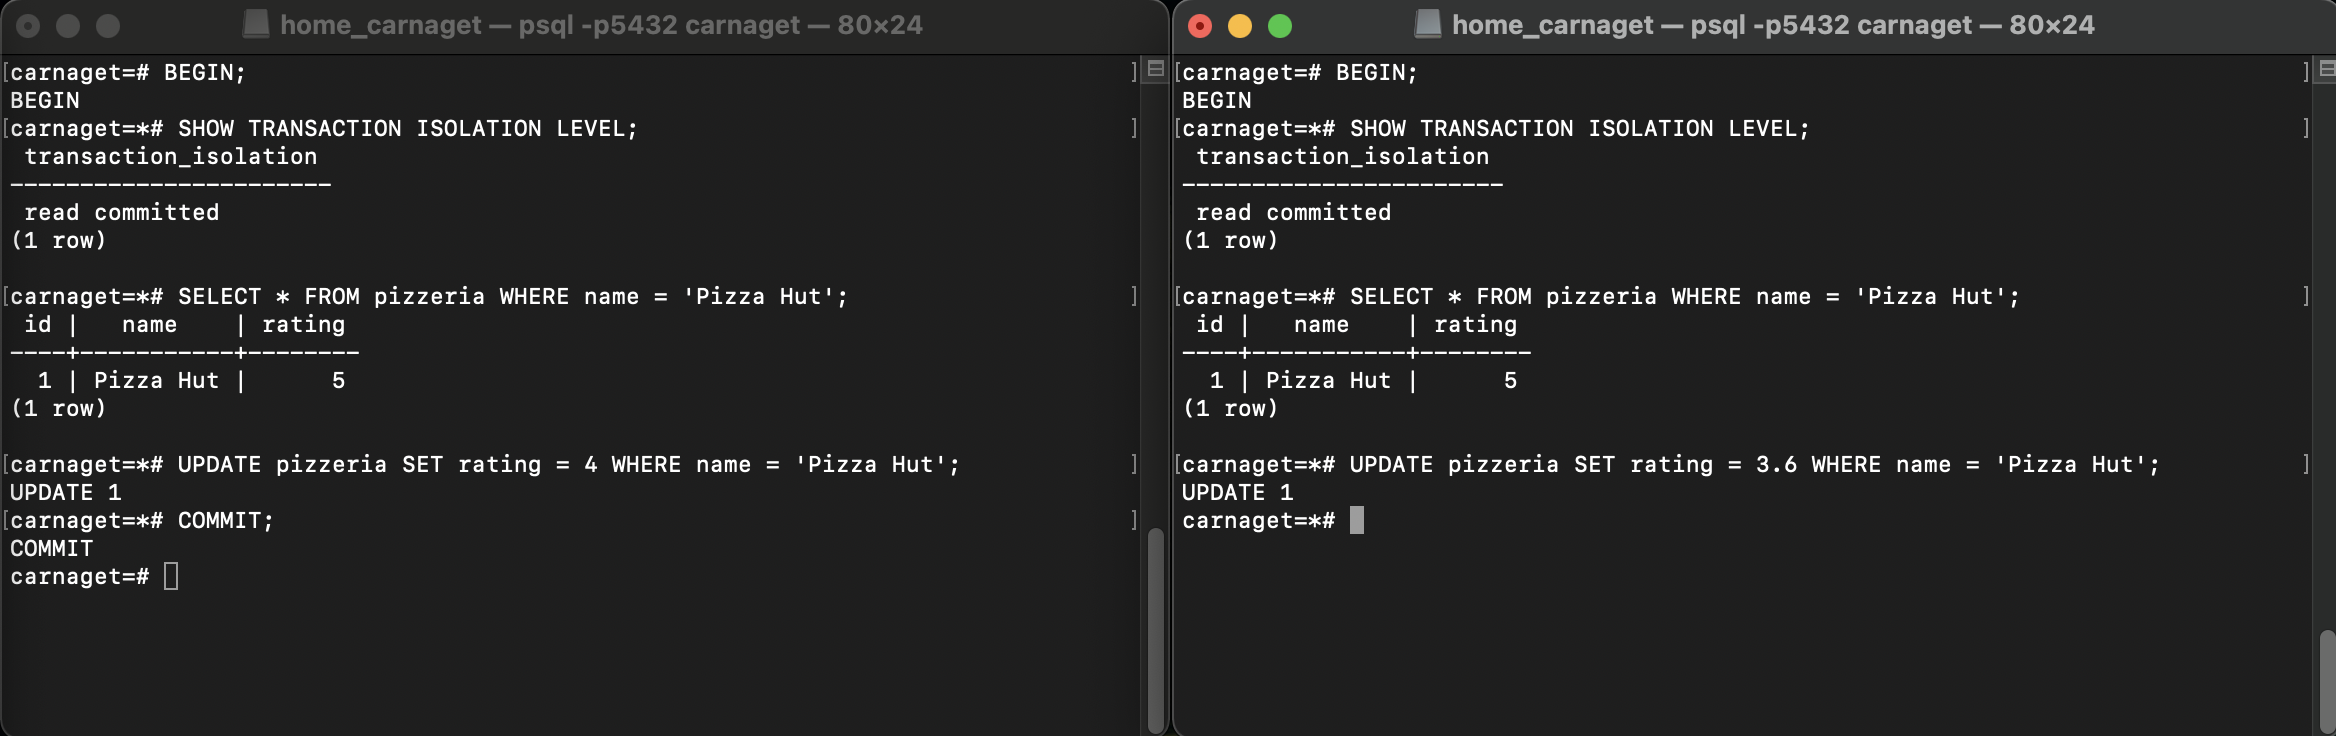 home_carnaget — psql -p5432 carnaget — 80×24
carnaget=# BEGIN;
BEGIN
carnaget=*# SHOW TRANSACTION ISOLATION LEVEL;
transaction_isolation
-----------------------
read committed
(1 row)
carnaget=*# SELECT * FROM pizzeria WHERE name = 'Pizza Hut';
id |   name    | rating
----+-----------+--------
1 | Pizza Hut |      5
(1 row)
carnaget=*# UPDATE pizzeria SET rating = 4 WHERE name = 'Pizza Hut';
UPDATE 1
carnaget=*# COMMIT;
COMMIT
carnaget=#
home_carnaget — psql -p5432 carnaget — 80×24
carnaget=# BEGIN;
BEGIN
carnaget=*# SHOW TRANSACTION ISOLATION LEVEL;
transaction_isolation
-----------------------
read committed
(1 row)
carnaget=*# SELECT * FROM pizzeria WHERE name = 'Pizza Hut';
id |   name    | rating
----+-----------+--------
1 | Pizza Hut |      5
(1 row)
carnaget=*# UPDATE pizzeria SET rating = 3.6 WHERE name = 'Pizza Hut';
UPDATE 1
carnaget=*#